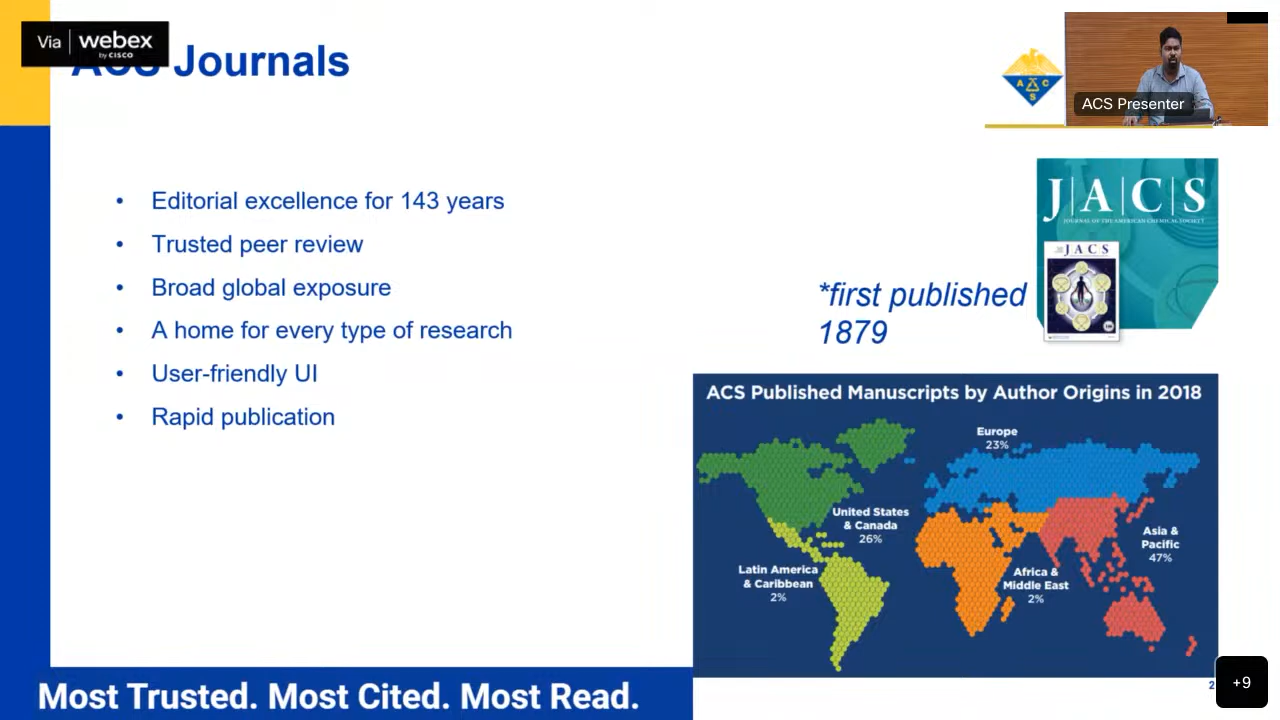 Via webex
by CISCO
ACS Journals
A C S
ACS Presenter
• Editorial excellence for 143 years
• Trusted peer review
• Broad global exposure
• A home for every type of research
• User-friendly UI
• Rapid publication
*first published
1879
J|A|C|S
JOURNAL OF THE AMERICAN CHEMICAL SOCIETY
JACS
ACS Published Manuscripts by Author Origins in 2018
Europe
23%
United States
& Canada
26%
Asia &
Pacific
47%
Latin America
& Caribbean
2%
Africa &
Middle East
2%
Most Trusted. Most Cited. Most Read.
2
+9